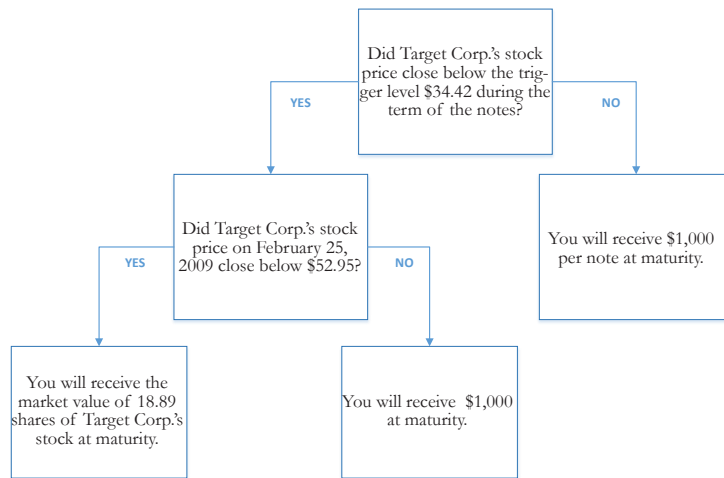 Did Target Corp.'s stock
price close below the trig-
ger level $34.42 during the
term of the notes?
YES
NO
Did Target Corp.'s stock
price on February 25,
2009 close below $52.95?
You will receive $1,000
per note at maturity.
YES
NO
You will receive the
market value of 18.89
shares of Target Corp.'s
stock at maturity.
You will receive $1,000
at maturity.